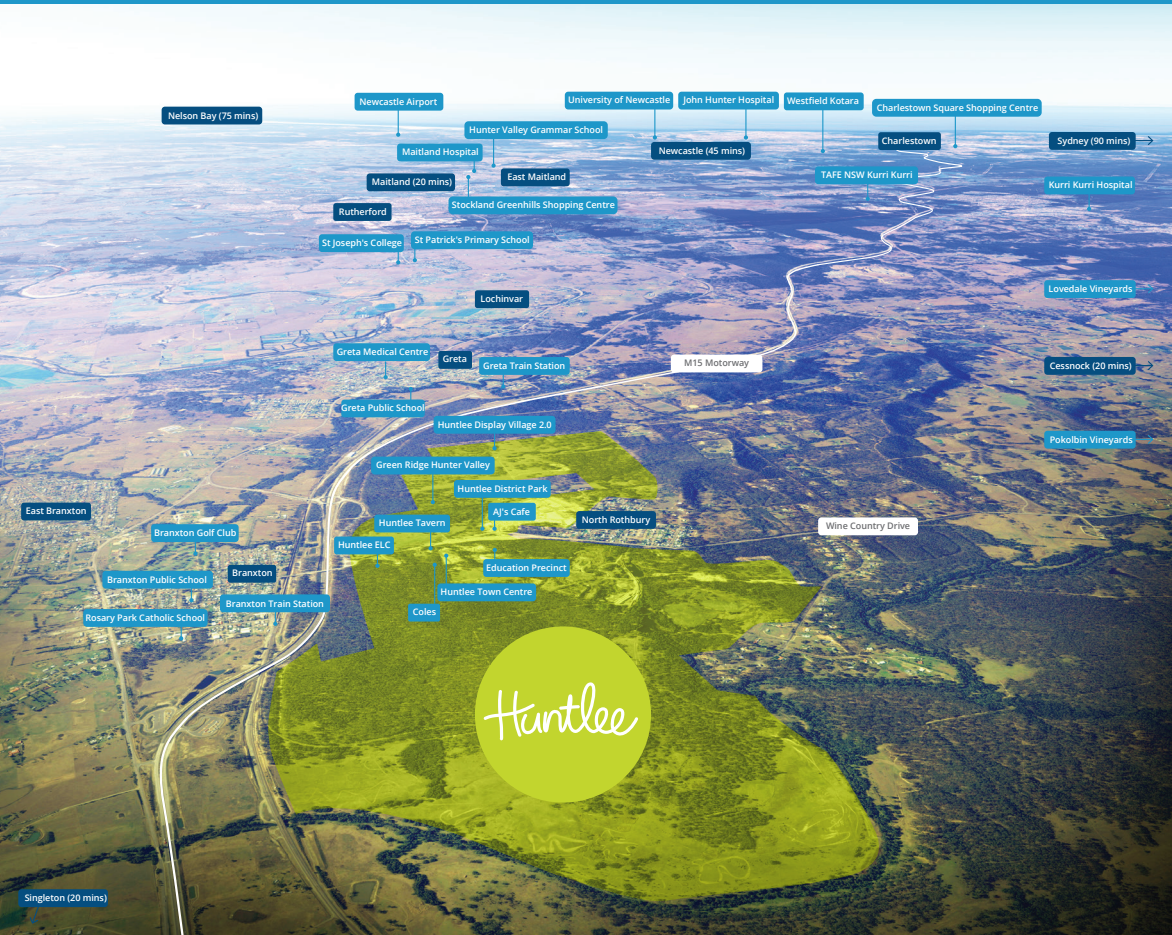 Newcastle Airport
University of Newcastle
John Hunter Hospital
Westfield Kotara
Charlestown Square Shopping Centre
Nelson Bay (75 mins)
Hunter Valley Grammar School
Charlestown
Sydney (90 mins)
Maitland Hospital
Newcastle (45 mins)
Maitland (20 mins)
East Maitland
TAFE NSW Kurri Kurri
Kurri Kurri Hospital
Stockland Greenhills Shopping Centre
Rutherford
St Joseph's College
St Patrick's Primary School
Lovedale Vineyards
Lochinvar
Greta Medical Centre
Greta
Greta Train Station
M15 Motorway
Cessnock (20 mins)
Greta Public School
Huntlee Display Village 2.0
Pokolbin Vineyards
Green Ridge Hunter Valley
Huntlee District Park
East Branxton
AJ's Cafe
North Rothbury
Huntlee Tavern
Wine Country Drive
Branxton Golf Club
Huntlee ELC
Education Precinct
Branxton
Branxton Public School
Huntlee Town Centre
Branxton Train Station
Coles
Rosary Park Catholic School
Huntlee
Singleton (20 mins)